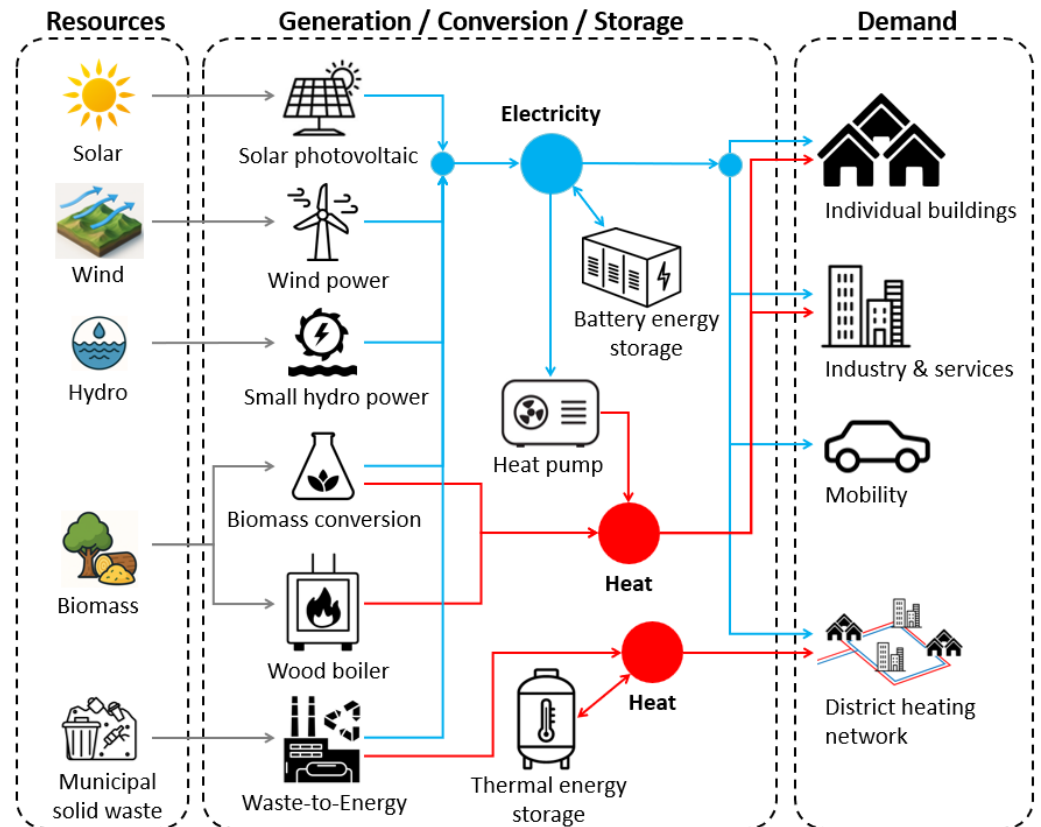 Resources
Generation / Conversion / Storage
Demand
Solar
Solar photovoltaic
Electricity
Individual buildings
Wind
Wind power
Battery energy
storage
Industry & services
Hydro
Small hydro power
Heat pump
Mobility
Biomass
Biomass conversion
Heat
Wood boiler
Heat
District heating
network
Municipal
solid waste
Waste-to-Energy
Thermal energy
storage